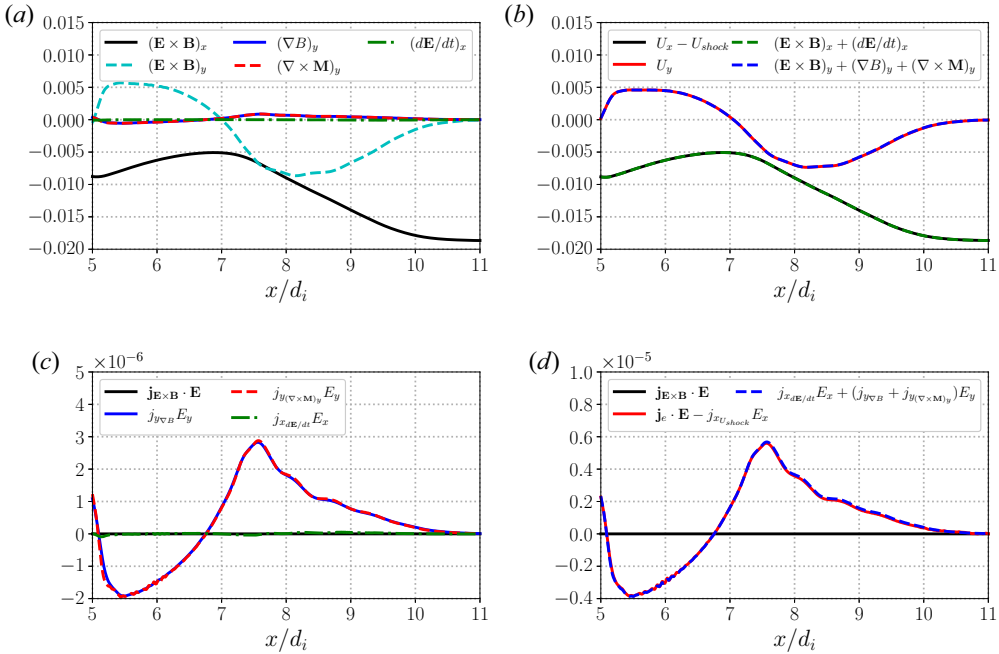 (a)
(E × B)x (∇B)y (dE/dt)x
(E × B)y (∇ × M)y
0.015
0.010
0.005
0.000
−0.005
−0.010
−0.015
−0.020
5 6 7 8 9 10 11
x/di
(b)
Ux − Ushock (E × B)x + (dE/dt)x
Uy (E × B)y + (∇B)y + (∇ × M)y
0.015
0.010
0.005
0.000
−0.005
−0.010
−0.015
−0.020
5 6 7 8 9 10 11
x/di
(c)
×10−6
jE×B · E jy(∇×M)y Ey
jy∇B Ey jxdE/dt Ex
5
4
3
2
1
0
−1
−2
5 6 7 8 9 10 11
x/di
(d)
×10−5
jE×B · E jxdE/dt Ex + (jy∇B + jy(∇×M)y)Ey
je · E − jxUshock Ex
1.0
0.8
0.6
0.4
0.2
0
−0.2
−0.4
5 6 7 8 9 10 11
x/di